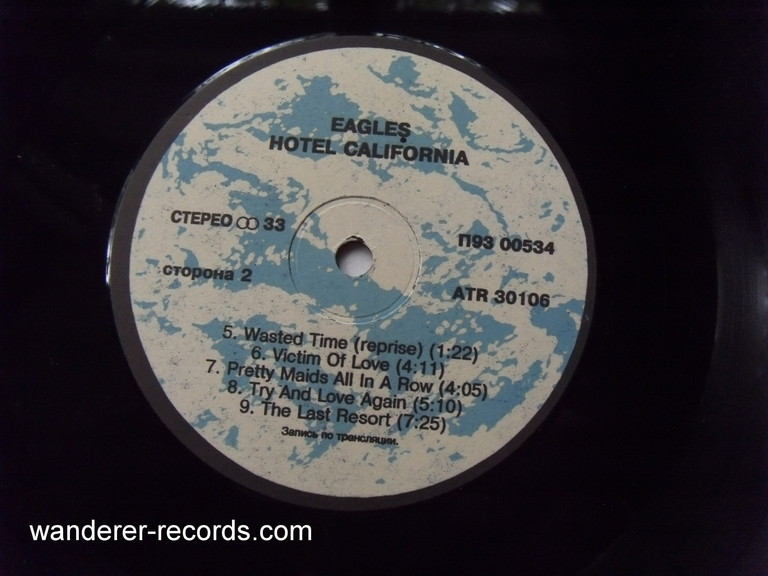 EAGLES
HOTEL CALIFORNIA
СТЕРЕО 33
П93 00534
сторона 2
ATR 30106
5. Wasted Time (reprise) (1:22)
6. Victim Of Love (4:11)
7. Pretty Maids All In A Row (4:05)
8. Try And Love Again (5:10)
9. The Last Resort (7:25)
Запись по трансляции.
wanderer-records.com